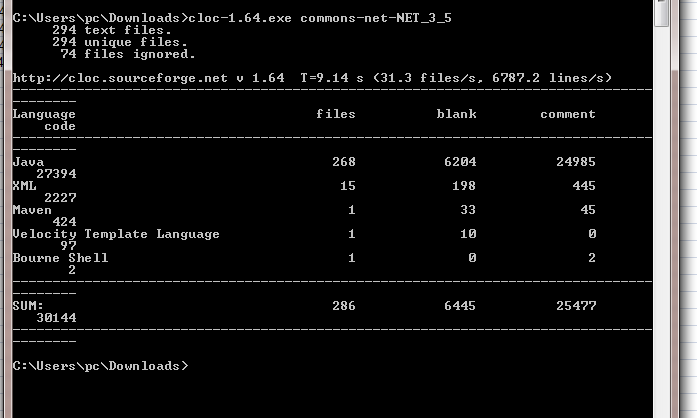 C:\Users\pc\Downloads>cloc-1.64.exe commons-net-NET_3_5
294 text files.
294 unique files.
74 files ignored.
http://cloc.sourceforge.net v 1.64  T=9.14 s (31.3 files/s, 6787.2 lines/s)
--------------------------------------------------------------------------------
--------
Language files blank comment
code
--------------------------------------------------------------------------------
--------
Java 268 6204 24985
27394
XML 15 198 445
2227
Maven 1 33 45
424
Velocity Template Language 1 10 0
97
Bourne Shell 1 0 2
2
--------------------------------------------------------------------------------
--------
SUM: 286 6445 25477
30144
--------------------------------------------------------------------------------
--------
C:\Users\pc\Downloads>